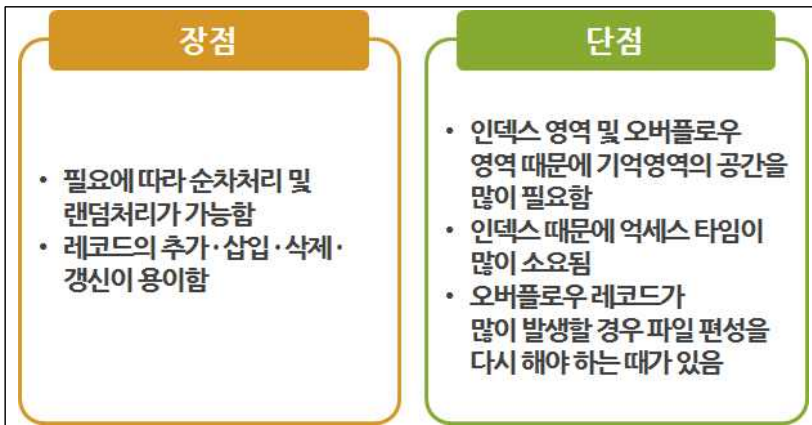 장점
• 필요에 따라 순차처리 및
랜덤처리가 가능함
• 레코드의 추가·삽입·삭제·
갱신이 용이함
단점
• 인덱스 영역 및 오버플로우
영역 때문에 기억영역의 공간을
많이 필요함
• 인덱스 때문에 억세스 타임이
많이 소요됨
• 오버플로우 레코드가
많이 발생할 경우 파일 편성을
다시 해야 하는 때가 있음